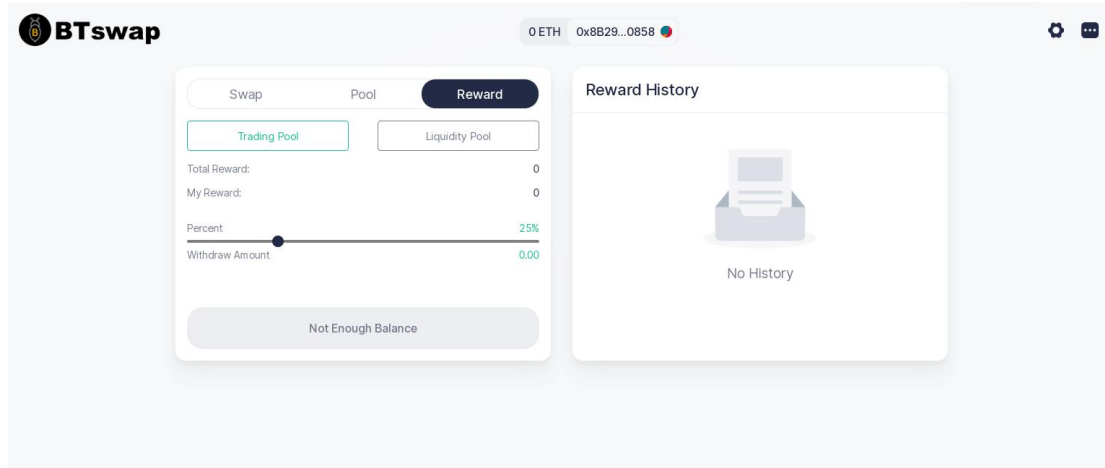 BTswap
0 ETH 0x8B29...0858
Swap Pool Reward
Trading Pool Liquidity Pool
Total Reward: 0
My Reward: 0
Percent 25%
Withdraw Amount 0.00
Not Enough Balance
Reward History
No History